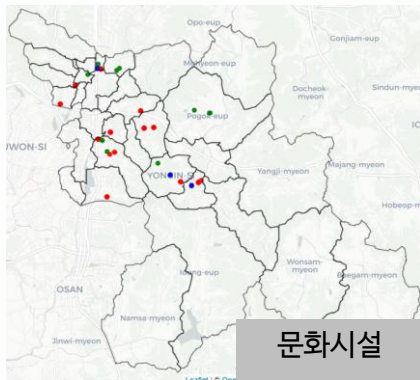 Opo-eup
Gonjiam-eup
Mohyeon-eup
Docheok-myeon
Sindun-myeon
Pogok-eup
UWON-SI
Majang-myeon
Yangji-myeon
YONGIN-SI
Hobeop-m
Idong-eup
Wonsam-myeon
Baegam-myeon
OSAN
Namsa-myeon
Jinwi-myeon
문화시설
Leaflet | ©